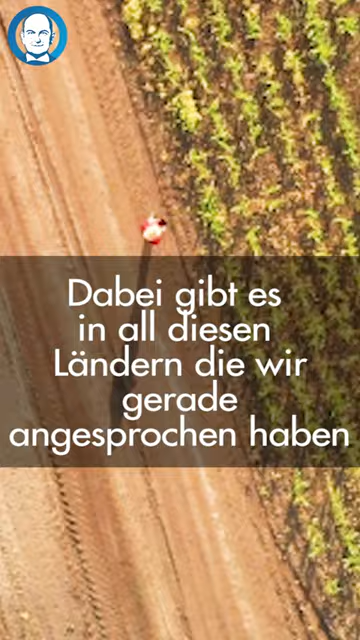 Dabei gibt es
in all diesen
Ländern die wir
gerade
angesprochen haben